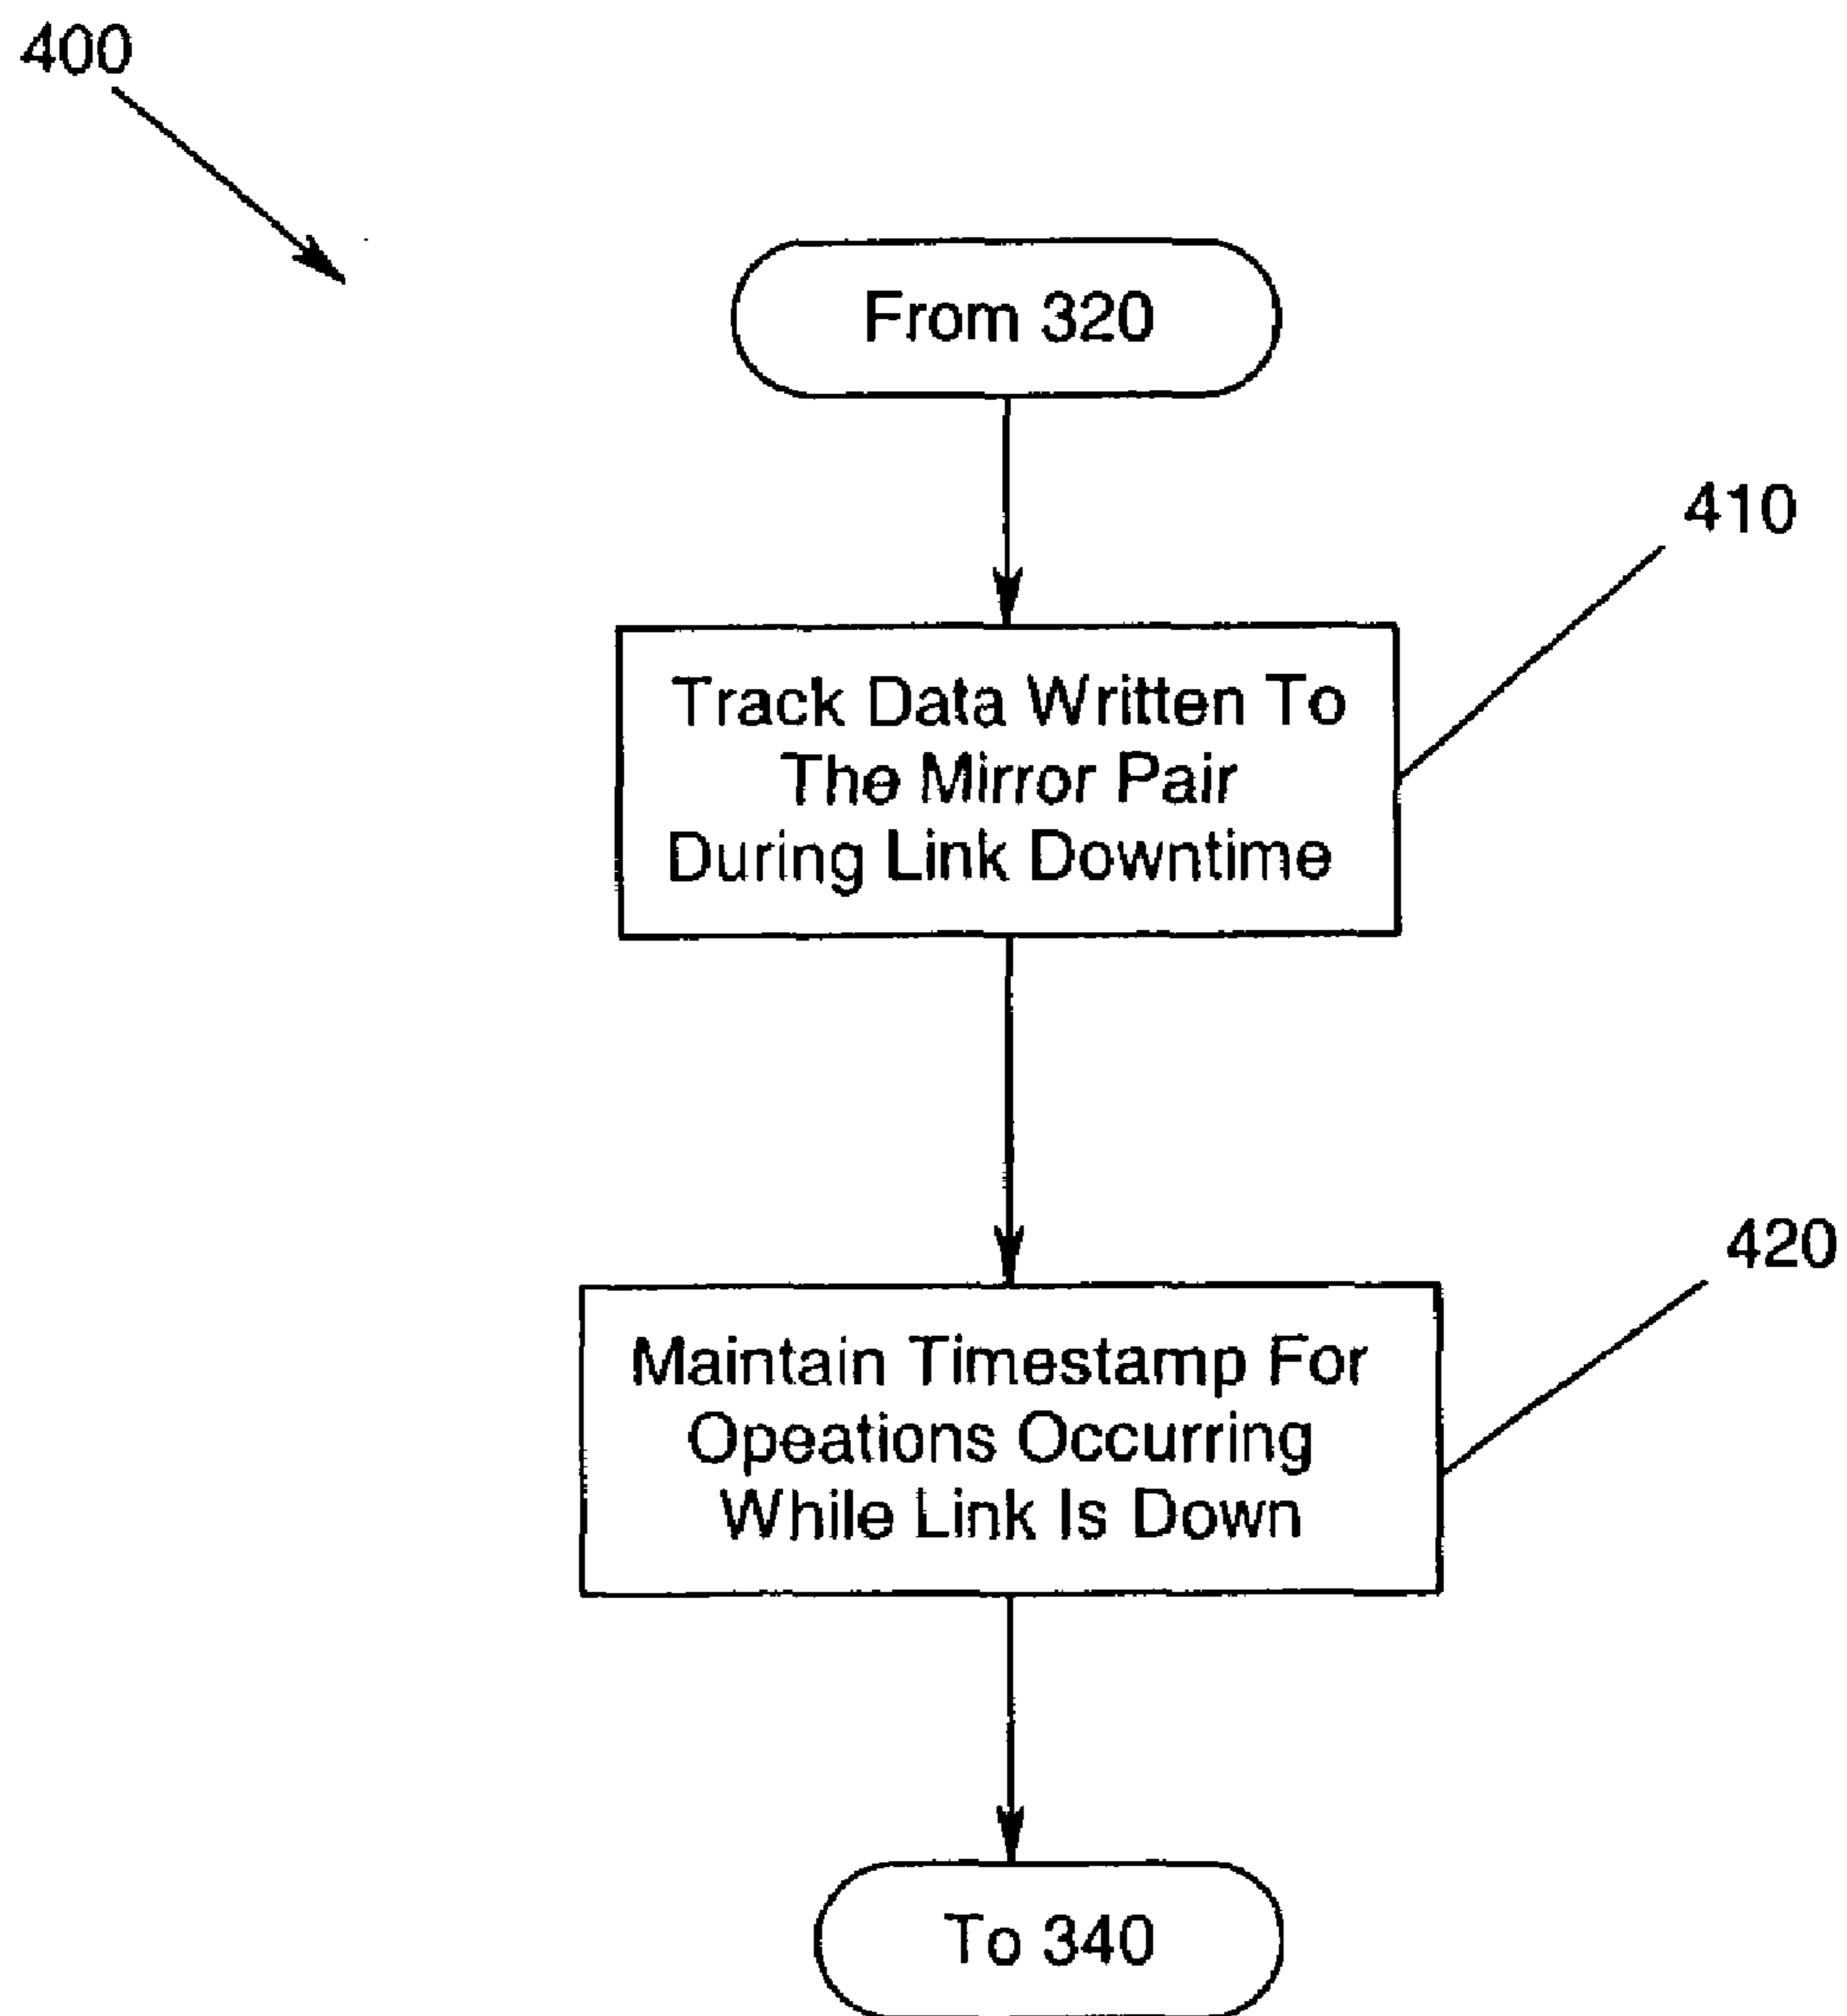 400
From 320
410
Track Data Written To
The Mirror Pair
During Link Downtime
420
Maintain Timestamp For
Opeations Occurring
While Link Is Down
To 340